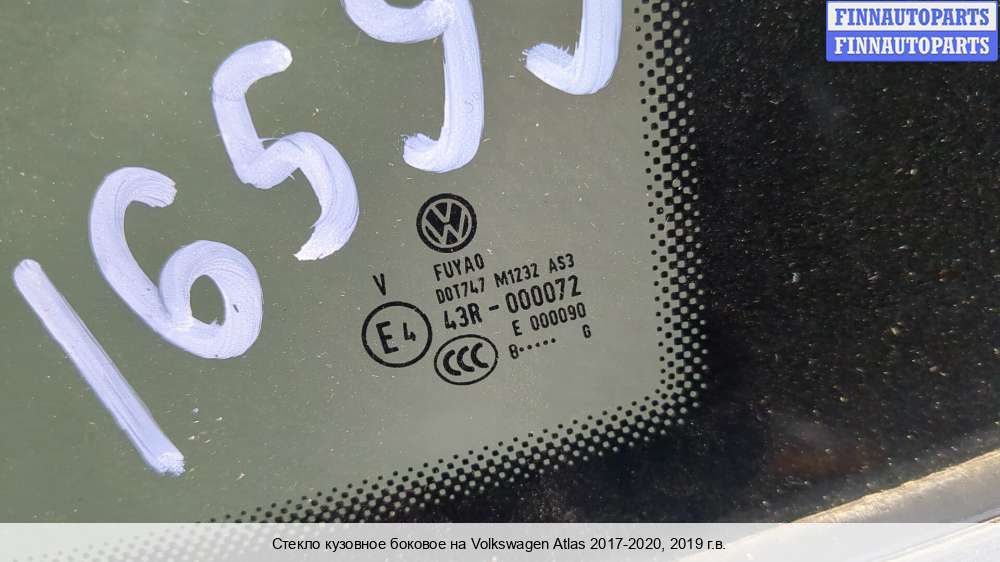 FINNAUTOPARTS
FINNAUTOPARTS
FUYAO
V
DOT747 M1232 AS3
43R-000072
E4
E 000090
CCC
8····· G
Стекло кузовное боковое на Volkswagen Atlas 2017-2020, 2019 г.в.